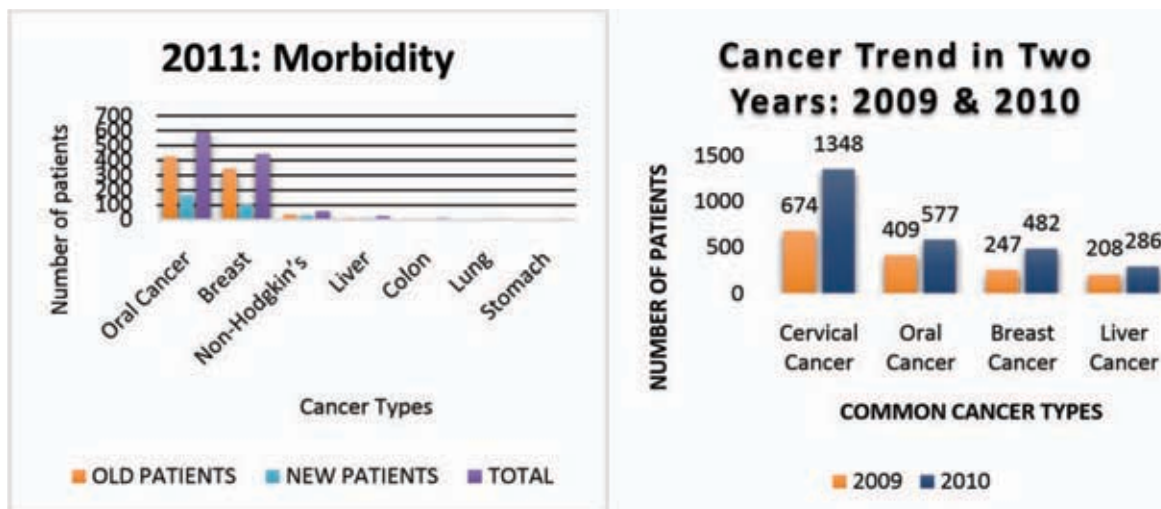 2011: Morbidity
Number of patients
700
600
500
400
300
200
100
0
Oral Cancer
Breast
Non-Hodgkin's
Liver
Colon
Lung
Stomach
Cancer Types
OLD PATIENTS NEW PATIENTS TOTAL
Cancer Trend in Two
Years: 2009 & 2010
NUMBER OF PATIENTS
1500
1000
500
0
674 1348 409 577 247 482 208 286
Cervical Cancer
Oral Cancer
Breast Cancer
Liver Cancer
COMMON CANCER TYPES
2009 2010